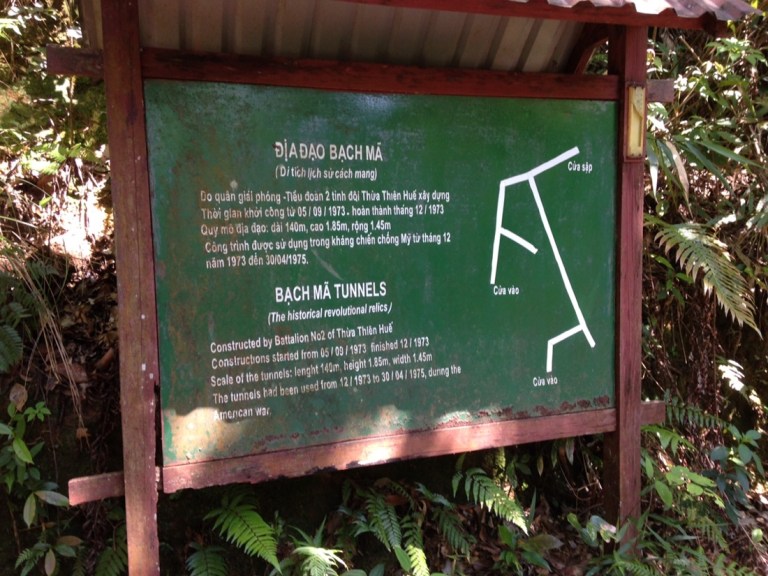 ĐỊA ĐẠO BẠCH MÃ
(Di tích lịch sử cách mạng)
Do quân giải phóng -Tiểu đoàn 2 tỉnh đội Thừa Thiên Huế xây dựng
Thời gian khởi công từ 05 / 09 / 1973 . hoàn thành tháng 12 / 1973
Quy mô địa đạo: dài 140m, cao 1.85m, rộng 1.45m
Công trình được sử dụng trong kháng chiến chống Mỹ từ tháng 12
năm 1973 đến 30/04/1975.
BẠCH MÃ TUNNELS
(The historical revolutional relics)
Constructed by Battalion No2 of Thừa Thiên Huế
Constructions started from 05 / 09 / 1973 finished 12 / 1973
Scale of the tunnels: lenght 140m, height 1.85m, width 1.45m
The tunnels had been used from 12 / 1973 to 30 / 04 / 1975, during the
American war.
Cửa sập
Cửa vào
Cửa vào